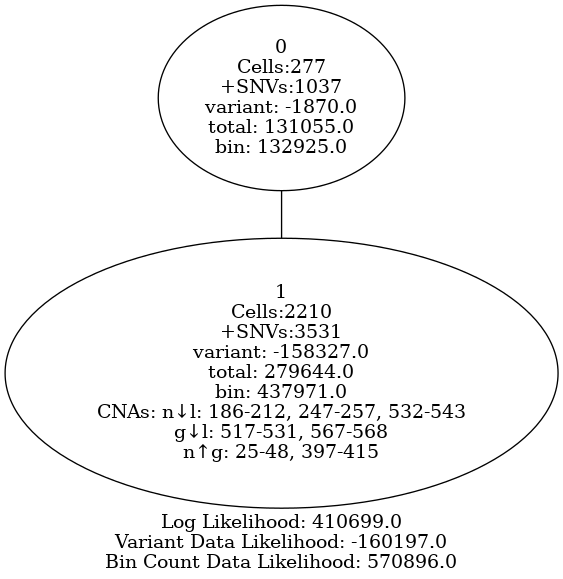 0
Cells:277
+SNVs:1037
variant: -1870.0
total: 131055.0
bin: 132925.0
1
Cells:2210
+SNVs:3531
variant: -158327.0
total: 279644.0
bin: 437971.0
CNAs: n↓l: 186-212, 247-257, 532-543
g↓l: 517-531, 567-568
n↑g: 25-48, 397-415
Log Likelihood: 410699.0
Variant Data Likelihood: -160197.0
Bin Count Data Likelihood: 570896.0